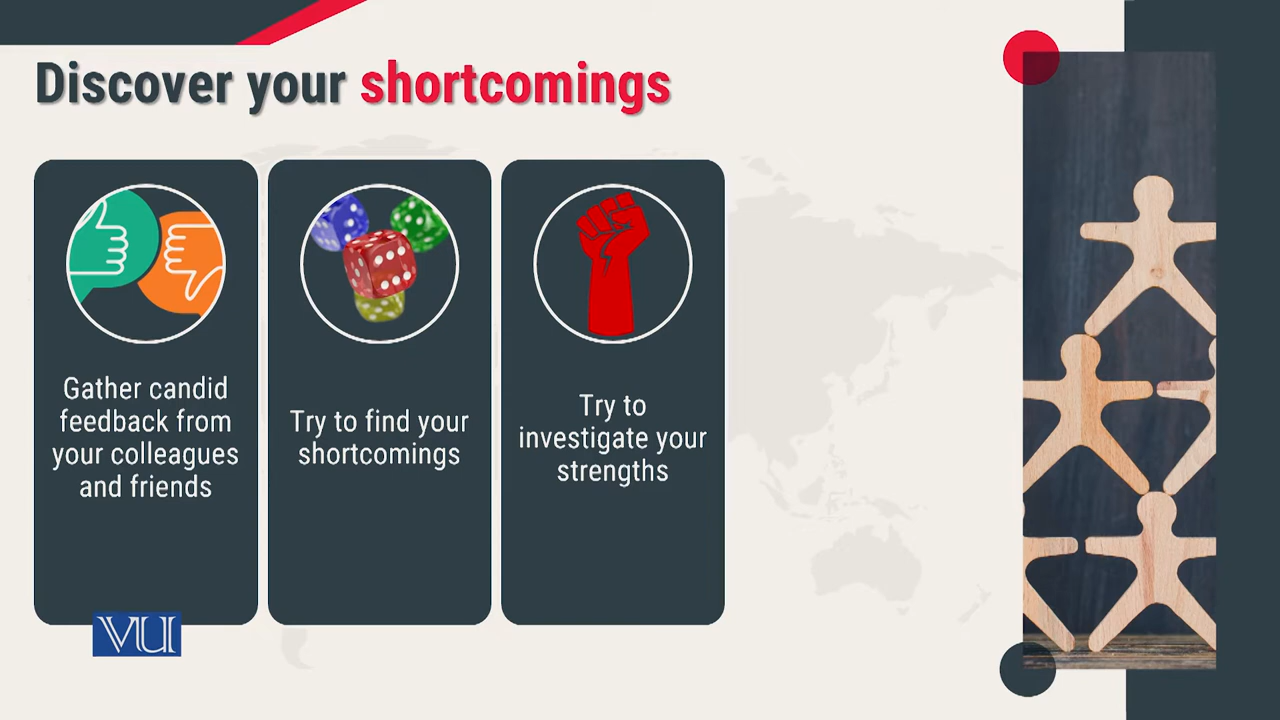 Discover your shortcomings
Gather candid
feedback from
your colleagues
and friends
Try to find your
shortcomings
Try to
investigate your
strengths
VU